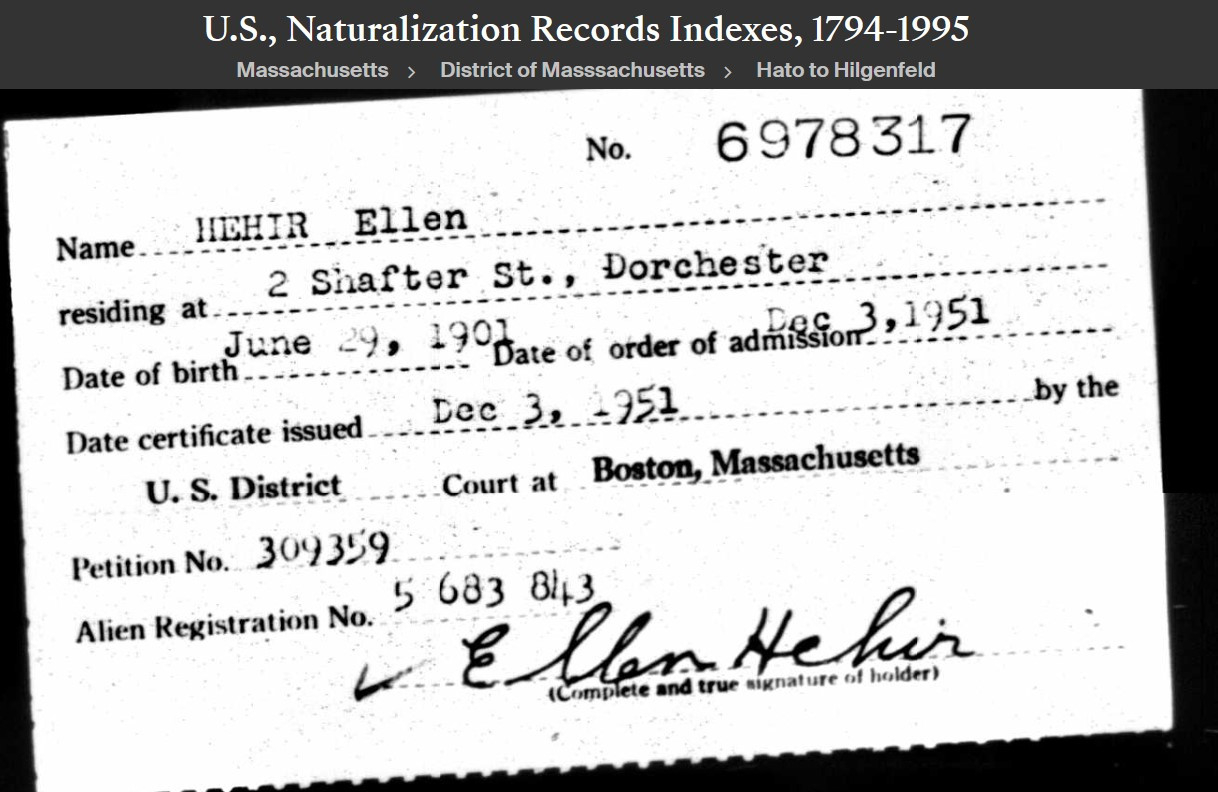 U.S., Naturalization Records Indexes, 1794-1995
Massachusetts > District of Masssachusetts > Hato to Hilgenfeld
No. 6978317
Name HEHIR Ellen
residing at 2 Shafter St., Dorchester
Date of birth June 29, 1901 Date of order of admission Dec 3, 1951
Date certificate issued Dec 3, 1951 by the
U. S. District Court at Boston, Massachusetts
Petition No. 309359
Alien Registration No. 5 683 843
Ellen Hehir
(Complete and true signature of holder)